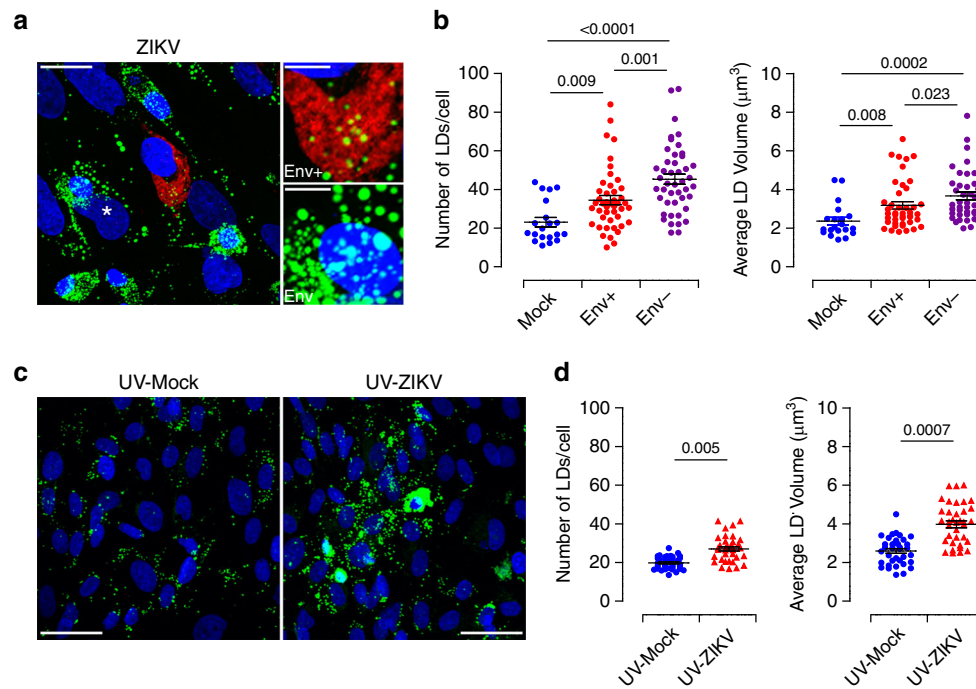 a
ZIKV
*
Env+
Env
b
<0.0001
0.001
0.009
Number of LDs/cell
100
80
60
40
20
0
Mock
Env+
Env–
0.0002
0.023
0.008
Average LD Volume (μm³)
10
8
6
4
2
0
Mock
Env+
Env–
c
UV-Mock
UV-ZIKV
d
0.005
Number of LDs/cell
100
80
60
40
20
0
UV-Mock
UV-ZIKV
0.0007
Average LD Volume (μm³)
10
8
6
4
2
0
UV-Mock
UV-ZIKV